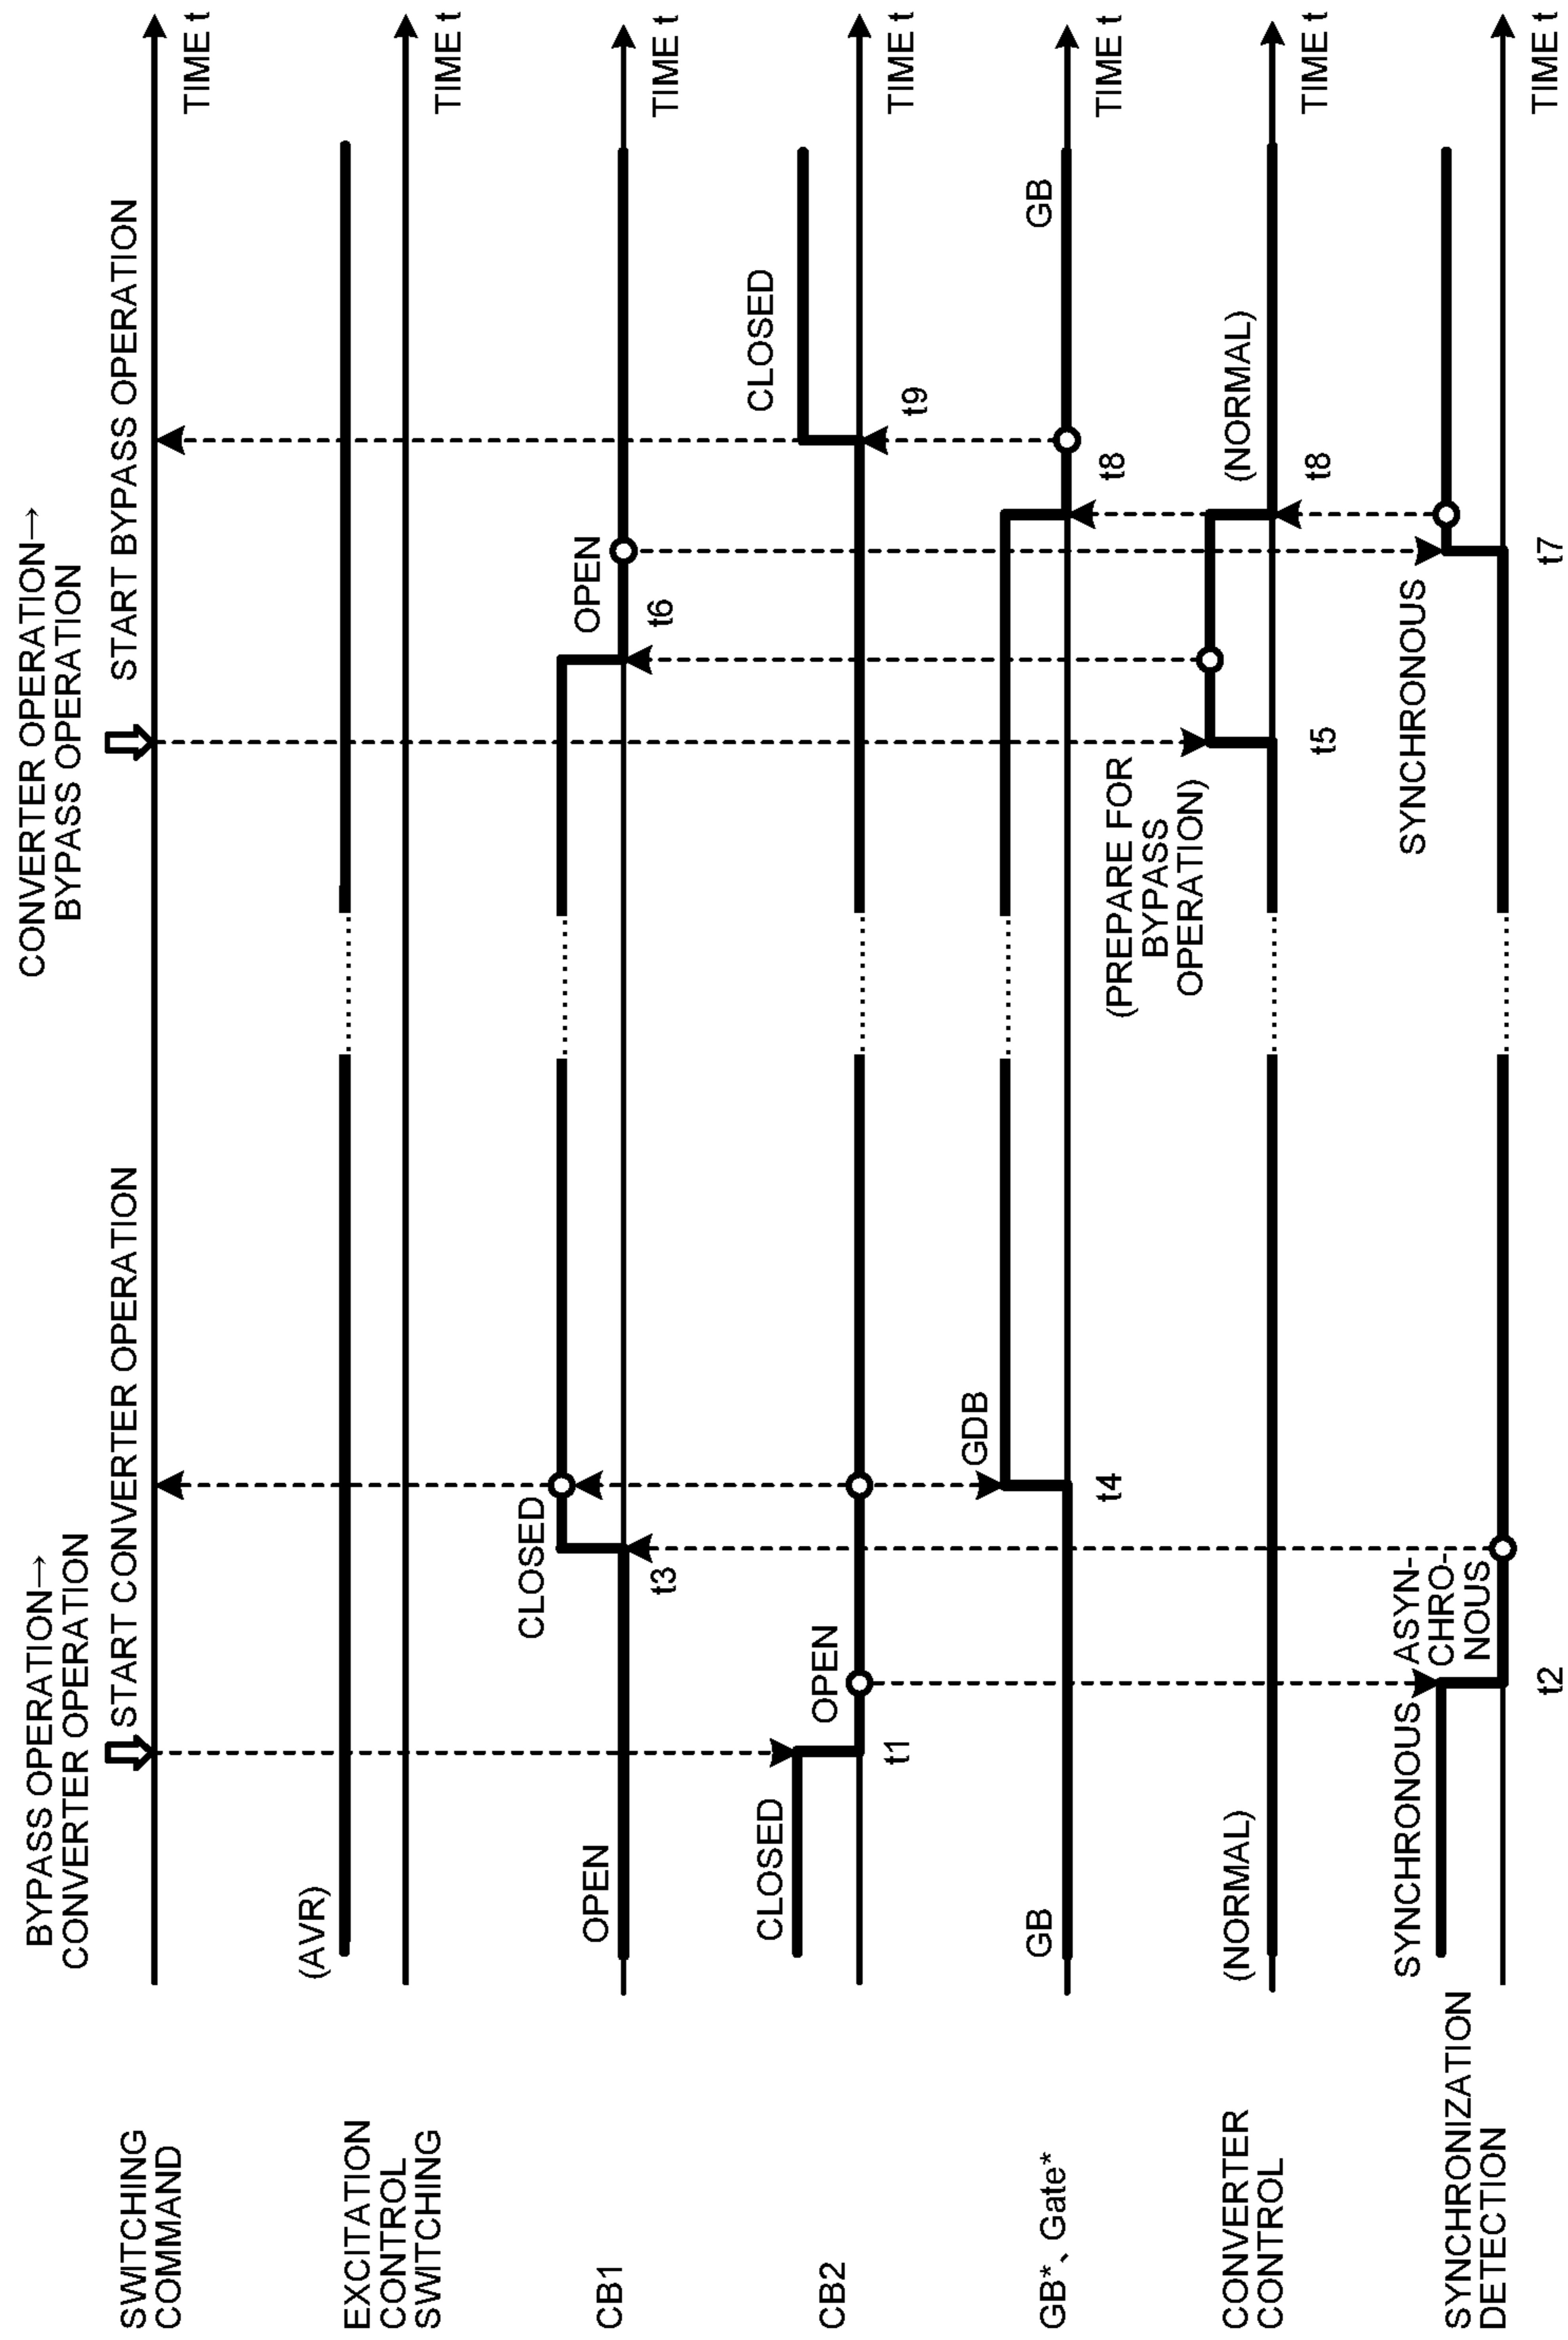 BYPASS OPERATION→
CONVERTER OPERATION
CONVERTER OPERATION→
BYPASS OPERATION
START CONVERTER OPERATION
START BYPASS OPERATION
SWITCHING
COMMAND
TIME t
(AVR)
EXCITATION
CONTROL
SWITCHING
TIME t
CB1
OPEN
CLOSED
OPEN
t3
t6
TIME t
CB2
CLOSED
OPEN
CLOSED
t1
t9
TIME t
GB*、Gate*
GB
GDB
GB
t4
t8
TIME t
CONVERTER
CONTROL
(NORMAL)
(PREPARE FOR
BYPASS
OPERATION)
(NORMAL)
t5
t8
TIME t
SYNCHRONIZATION
DETECTION
SYNCHRONOUS
ASYN-
CHRO-
NOUS
SYNCHRONOUS
t2
t7
TIME t